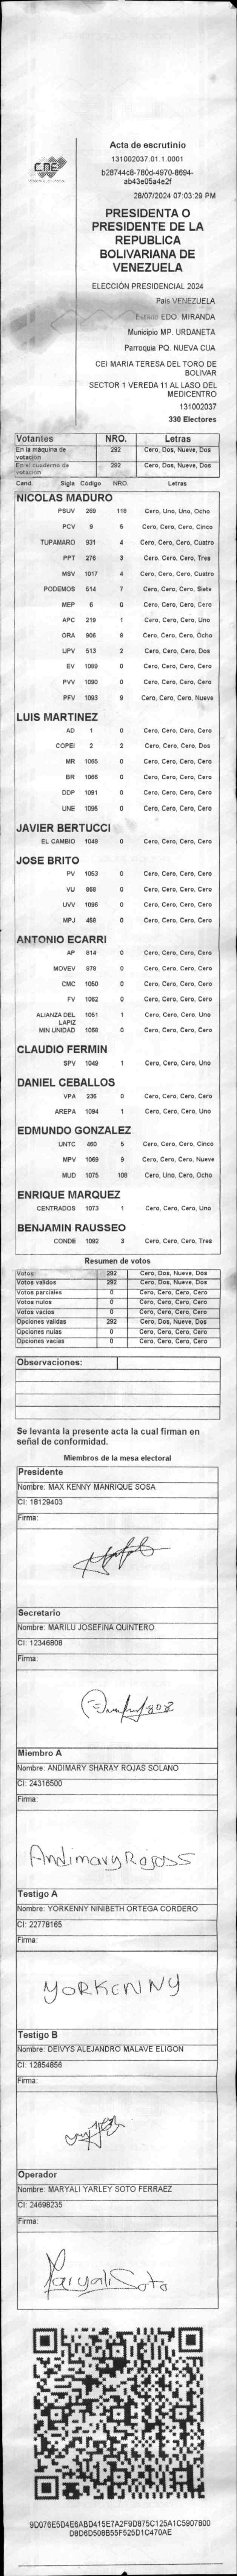 CNE
Acta de escrutinio
131002037.01.1.0001
b28744c8-780d-4970-8694-
ab43e05a4e2f
28/07/2024 07:03:29 PM
PRESIDENTA O
PRESIDENTE DE LA
REPUBLICA
BOLIVARIANA DE
VENEZUELA
ELECCIÓN PRESIDENCIAL 2024
País VENEZUELA
Estado EDO. MIRANDA
Municipio MP. URDANETA
Parroquia PQ. NUEVA CUA
CEI MARIA TERESA DEL TORO DE
BOLIVAR
SECTOR 1 VEREDA 11 AL LASO DEL
MEDICENTRO
131002037
330 Electores
Votantes NRO. Letras
En la máquina de votación 292 Cero, Dos, Nueve, Dos
En el cuaderno de votación 292 Cero, Dos, Nueve, Dos
Cand. Sigla Código NRO. Letras
NICOLAS MADURO
PSUV 269 118 Cero, Uno, Uno, Ocho
PCV 9 5 Cero, Cero, Cero, Cinco
TUPAMARO 931 4 Cero, Cero, Cero, Cuatro
PPT 276 3 Cero, Cero, Cero, Tres
MSV 1017 4 Cero, Cero, Cero, Cuatro
PODEMOS 514 7 Cero, Cero, Cero, Siete
MEP 6 0 Cero, Cero, Cero, Cero
APC 219 1 Cero, Cero, Cero, Uno
ORA 906 8 Cero, Cero, Cero, Ocho
UPV 513 2 Cero, Cero, Cero, Dos
EV 1089 0 Cero, Cero, Cero, Cero
PVV 1090 0 Cero, Cero, Cero, Cero
PFV 1093 9 Cero, Cero, Cero, Nueve
LUIS MARTINEZ
AD 1 0 Cero, Cero, Cero, Cero
COPEI 2 2 Cero, Cero, Cero, Dos
MR 1065 0 Cero, Cero, Cero, Cero
BR 1066 0 Cero, Cero, Cero, Cero
DDP 1091 0 Cero, Cero, Cero, Cero
UNE 1095 0 Cero, Cero, Cero, Cero
JAVIER BERTUCCI
EL CAMBIO 1048 0 Cero, Cero, Cero, Cero
JOSE BRITO
PV 1053 0 Cero, Cero, Cero, Cero
VU 868 0 Cero, Cero, Cero, Cero
UVV 1096 0 Cero, Cero, Cero, Cero
MPJ 458 0 Cero, Cero, Cero, Cero
ANTONIO ECARRI
AP 814 0 Cero, Cero, Cero, Cero
MOVEV 978 0 Cero, Cero, Cero, Cero
CMC 1050 0 Cero, Cero, Cero, Cero
FV 1062 0 Cero, Cero, Cero, Cero
ALIANZA DEL LAPIZ 1051 1 Cero, Cero, Cero, Uno
MIN UNIDAD 1068 0 Cero, Cero, Cero, Cero
CLAUDIO FERMIN
SPV 1049 1 Cero, Cero, Cero, Uno
DANIEL CEBALLOS
VPA 236 0 Cero, Cero, Cero, Cero
AREPA 1094 1 Cero, Cero, Cero, Uno
EDMUNDO GONZALEZ
UNTC 460 5 Cero, Cero, Cero, Cinco
MPV 1069 9 Cero, Cero, Cero, Nueve
MUD 1075 108 Cero, Uno, Cero, Ocho
ENRIQUE MARQUEZ
CENTRADOS 1073 1 Cero, Cero, Cero, Uno
BENJAMIN RAUSSEO
CONDE 1092 3 Cero, Cero, Cero, Tres
Resumen de votos
Votos 292 Cero, Dos, Nueve, Dos
Votos validos 292 Cero, Dos, Nueve, Dos
Votos parciales 0 Cero, Cero, Cero, Cero
Votos nulos 0 Cero, Cero, Cero, Cero
Votos vacios 0 Cero, Cero, Cero, Cero
Opciones validas 292 Cero, Dos, Nueve, Dos
Opciones nulas 0 Cero, Cero, Cero, Cero
Opciones vacias 0 Cero, Cero, Cero, Cero
Observaciones:
Se levanta la presente acta la cual firman en
señal de conformidad.
Miembros de la mesa electoral
Presidente
Nombre: MAX KENNY MANRIQUE SOSA
CI: 16129403
Firma:
Secretario
Nombre: MARILU JOSEFINA QUINTERO
CI: 12346808
Firma:
Miembro A
Nombre: ANDIMARY SHARAY ROJAS SOLANO
CI: 24316500
Firma:
Andimary Rojass
Testigo A
Nombre: YORKENNY NINIBETH ORTEGA CORDERO
CI: 22778165
Firma:
YORKENNY
Testigo B
Nombre: DEIVYS ALEJANDRO MALAVE ELIGON
CI: 12854856
Firma:
Operador
Nombre: MARYALI YARLEY SOTO FERRAEZ
CI: 24698235
Firma:
Maryali Soto
9D076E5D4E6ABD415E7A2F9D875C125A1C5907800
D8D6D508B55F525D1C470AE